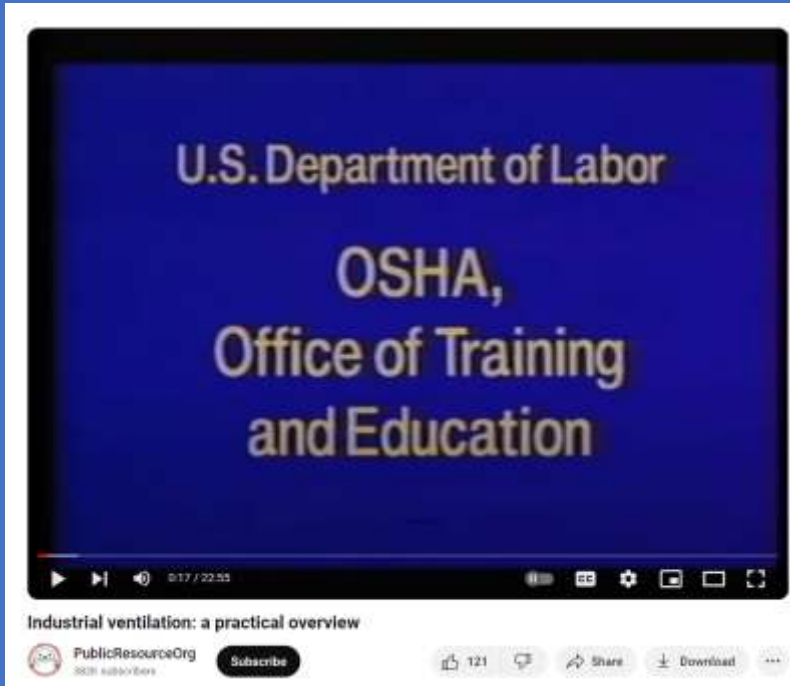 U.S. Department of Labor
OSHA,
Office of Training
and Education
0:17 / 22:55
CC
Industrial ventilation: a practical overview
PublicResourceOrg
Subscribe
121
Share
Download